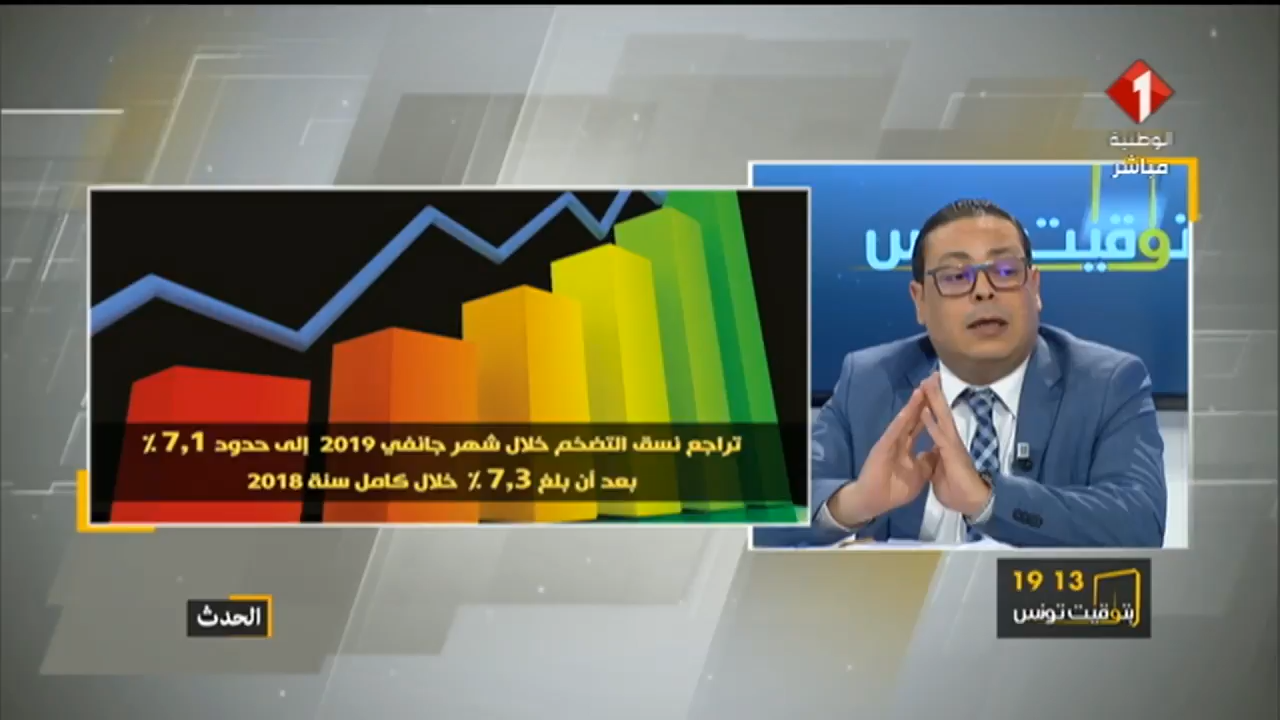 1
الوطنية
مباشر
توقيت
تراجع نسق التضخم خلال شهر جانفي 2019 إلى حدود 7,1 ٪
بعد أن بلغ 7,3 ٪ خلال كامل سنة 2018
19 13
بتوقيت تونس
الحدث